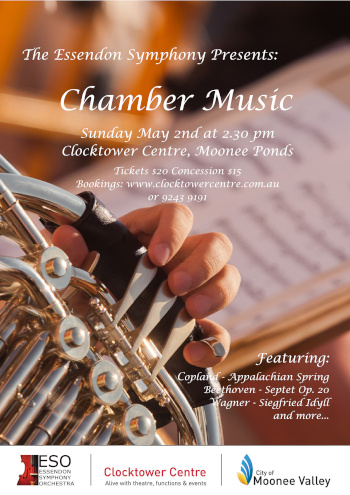 The Essendon Symphony Presents:
Chamber Music
Sunday May 2nd at 2.30 pm
Clocktower Centre, Moonee Ponds
Tickets $20 Concession $15
Bookings: www.clocktowercentre.com.au
or 9243 9191
Featuring:
Copland - Appalachian Spring
Beethoven - Septet Op. 20
Wagner - Siegfried Idyll
and more...
ESO
ESSENDON
SYMPHONY
ORCHESTRA
Clocktower Centre
Alive with theatre, functions & events
City of
Moonee Valley